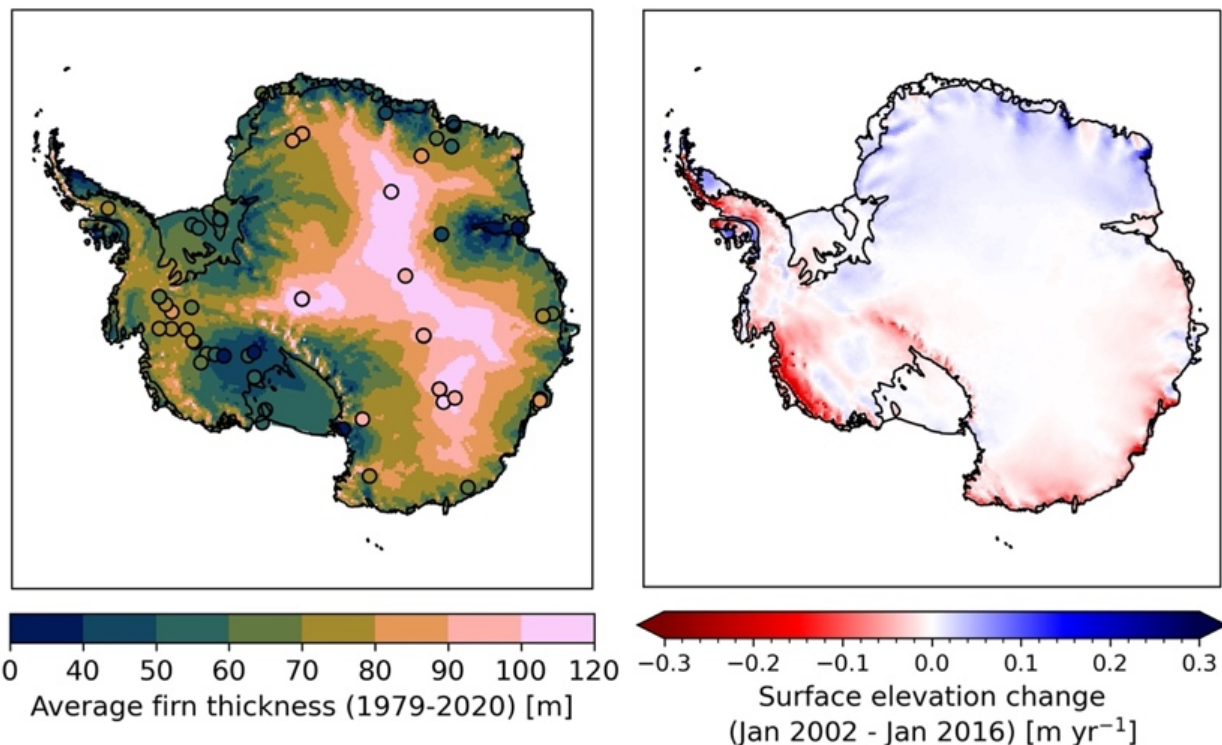 0 40 50 60 70 80 90 100 120
Average firn thickness (1979-2020) [m]
−0.3 −0.2 −0.1 0.0 0.1 0.2 0.3
Surface elevation change
(Jan 2002 - Jan 2016) [m yr⁻¹]